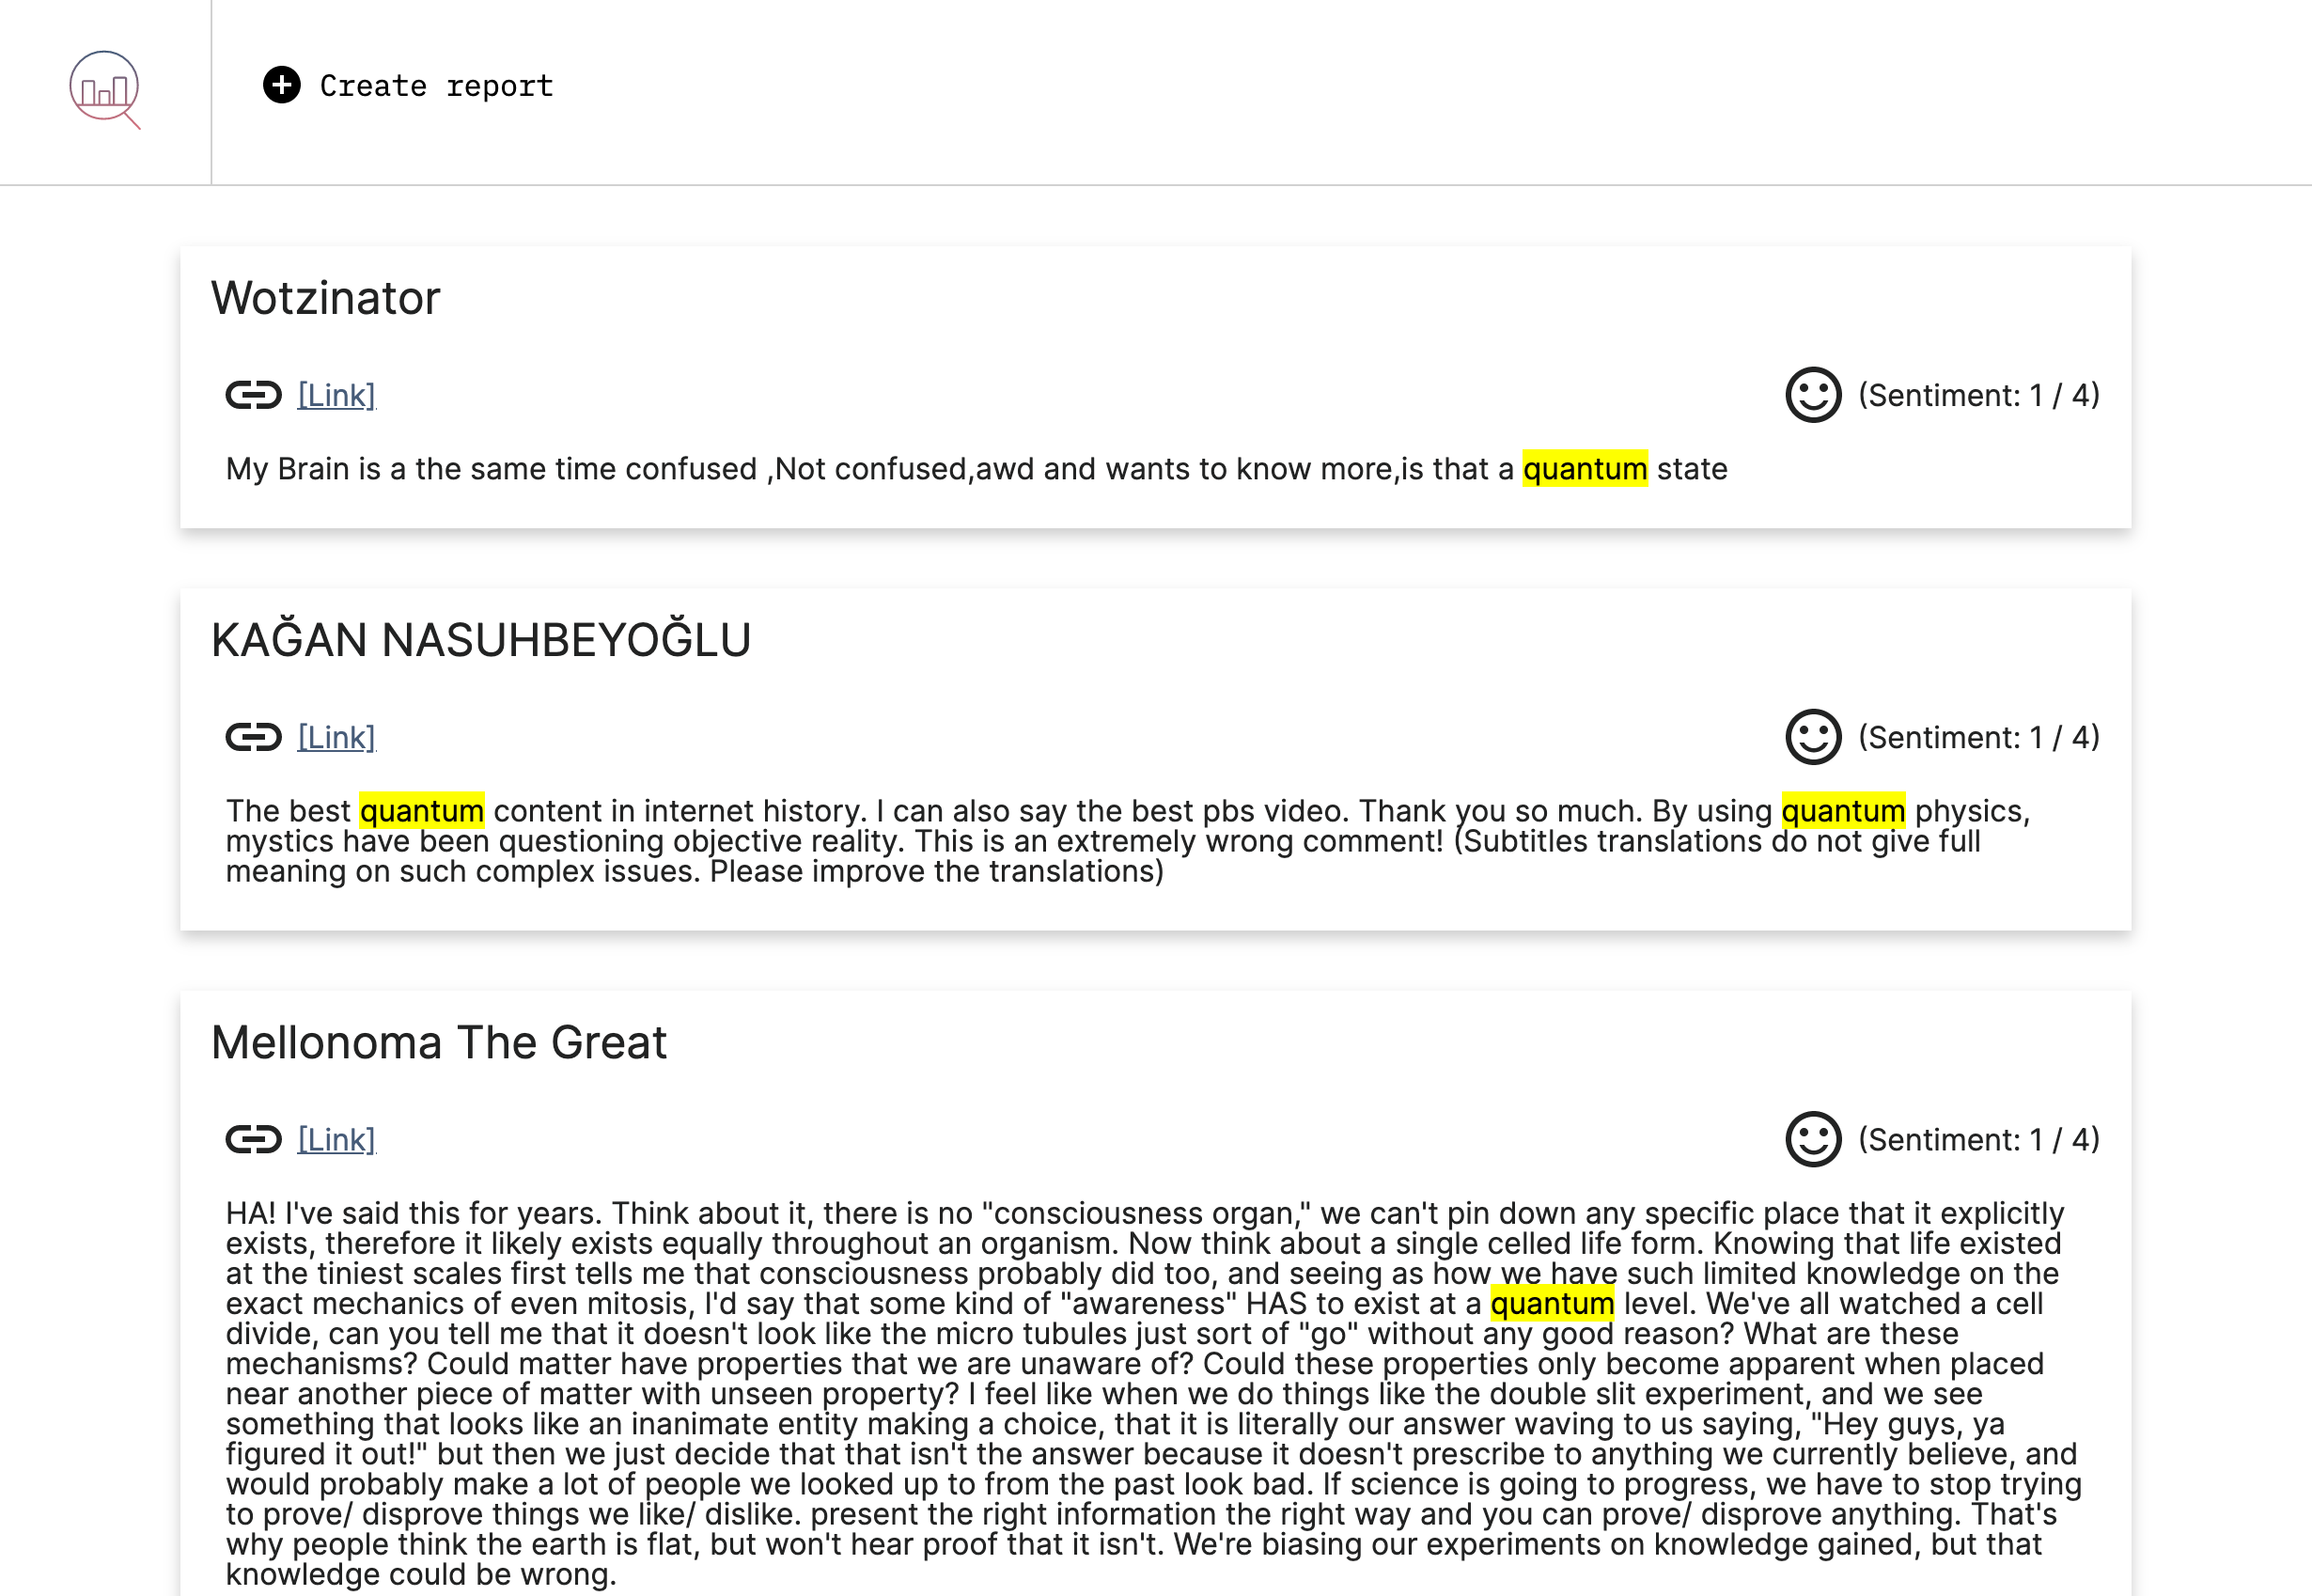 Create report
Wotzinator
[Link]
(Sentiment: 1 / 4)
My Brain is a the same time confused ,Not confused,awd and wants to know more,is that a quantum state
KAĞAN NASUHBEYOĞLU
[Link]
(Sentiment: 1 / 4)
The best quantum content in internet history. I can also say the best pbs video. Thank you so much. By using quantum physics,
mystics have been questioning objective reality. This is an extremely wrong comment! (Subtitles translations do not give full
meaning on such complex issues. Please improve the translations)
Mellonoma The Great
[Link]
(Sentiment: 1 / 4)
HA! I've said this for years. Think about it, there is no "consciousness organ," we can't pin down any specific place that it explicitly
exists, therefore it likely exists equally throughout an organism. Now think about a single celled life form. Knowing that life existed
at the tiniest scales first tells me that consciousness probably did too, and seeing as how we have such limited knowledge on the
exact mechanics of even mitosis, I'd say that some kind of "awareness" HAS to exist at a quantum level. We've all watched a cell
divide, can you tell me that it doesn't look like the micro tubules just sort of "go" without any good reason? What are these
mechanisms? Could matter have properties that we are unaware of? Could these properties only become apparent when placed
near another piece of matter with unseen property? I feel like when we do things like the double slit experiment, and we see
something that looks like an inanimate entity making a choice, that it is literally our answer waving to us saying, "Hey guys, ya
figured it out!" but then we just decide that that isn't the answer because it doesn't prescribe to anything we currently believe, and
would probably make a lot of people we looked up to from the past look bad. If science is going to progress, we have to stop trying
to prove/ disprove things we like/ dislike. present the right information the right way and you can prove/ disprove anything. That's
why people think the earth is flat, but won't hear proof that it isn't. We're biasing our experiments on knowledge gained, but that
knowledge could be wrong.